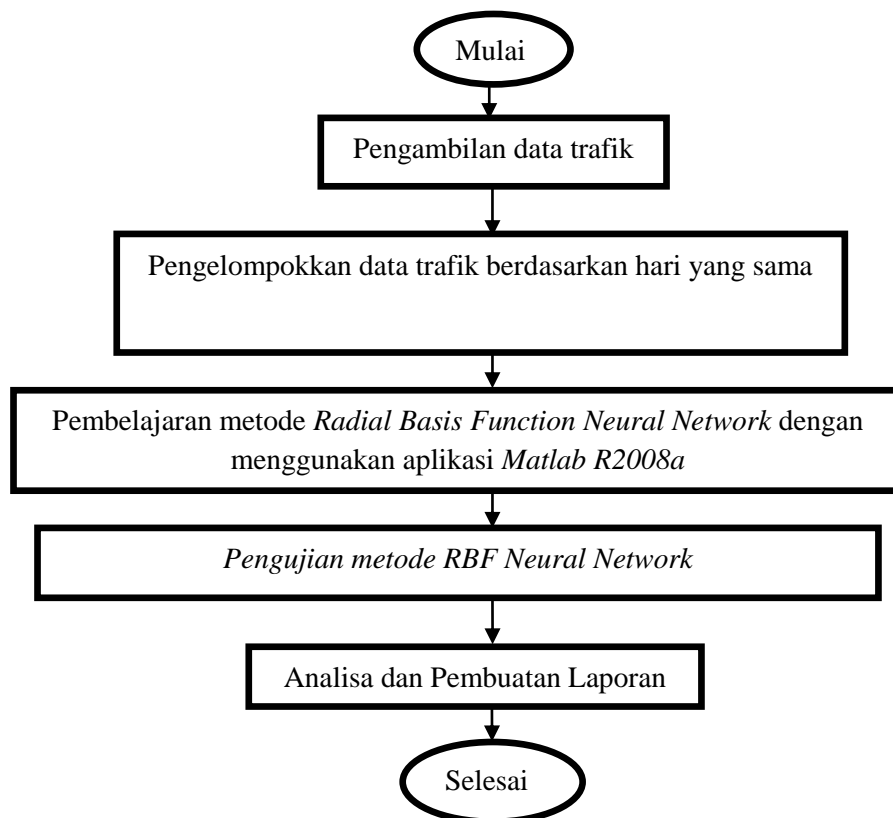 Mulai
Pengambilan data trafik
Pengelompokkan data trafik berdasarkan hari yang sama
Pembelajaran metode Radial Basis Function Neural Network dengan
menggunakan aplikasi Matlab R2008a
Pengujian metode RBF Neural Network
Analisa dan Pembuatan Laporan
Selesai